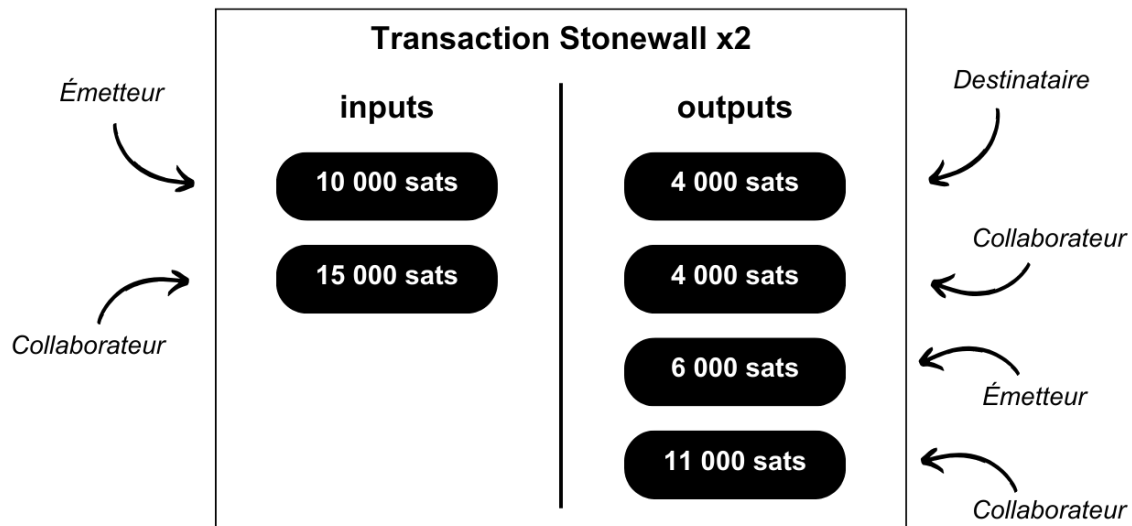 Transaction Stonewall x2
Émetteur
inputs
outputs
Destinataire
10 000 sats
4 000 sats
Collaborateur
15 000 sats
4 000 sats
Collaborateur
6 000 sats
Émetteur
11 000 sats
Collaborateur